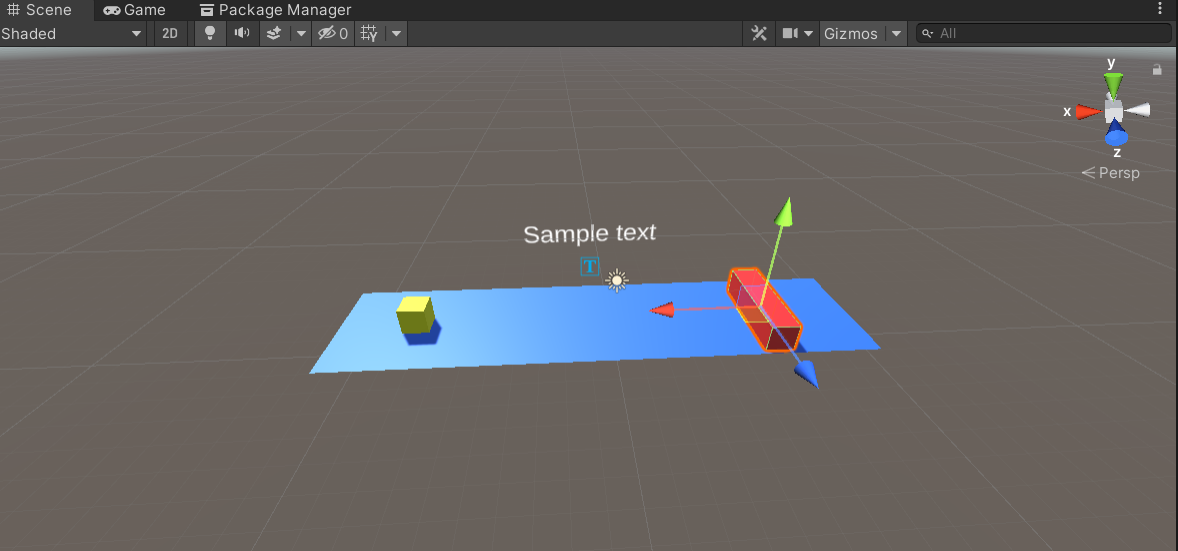 Scene Game Package Manager
Shaded 2D 0 Gizmos All
y
x
z
Persp
Sample text
T